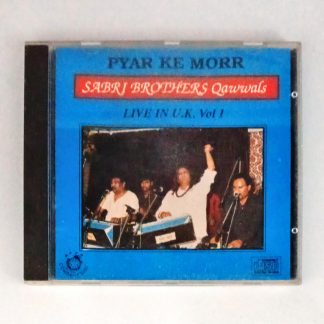 PYAR KE MORR
SABRI BROTHERS Qawwals
LIVE IN U.K. Vol 1